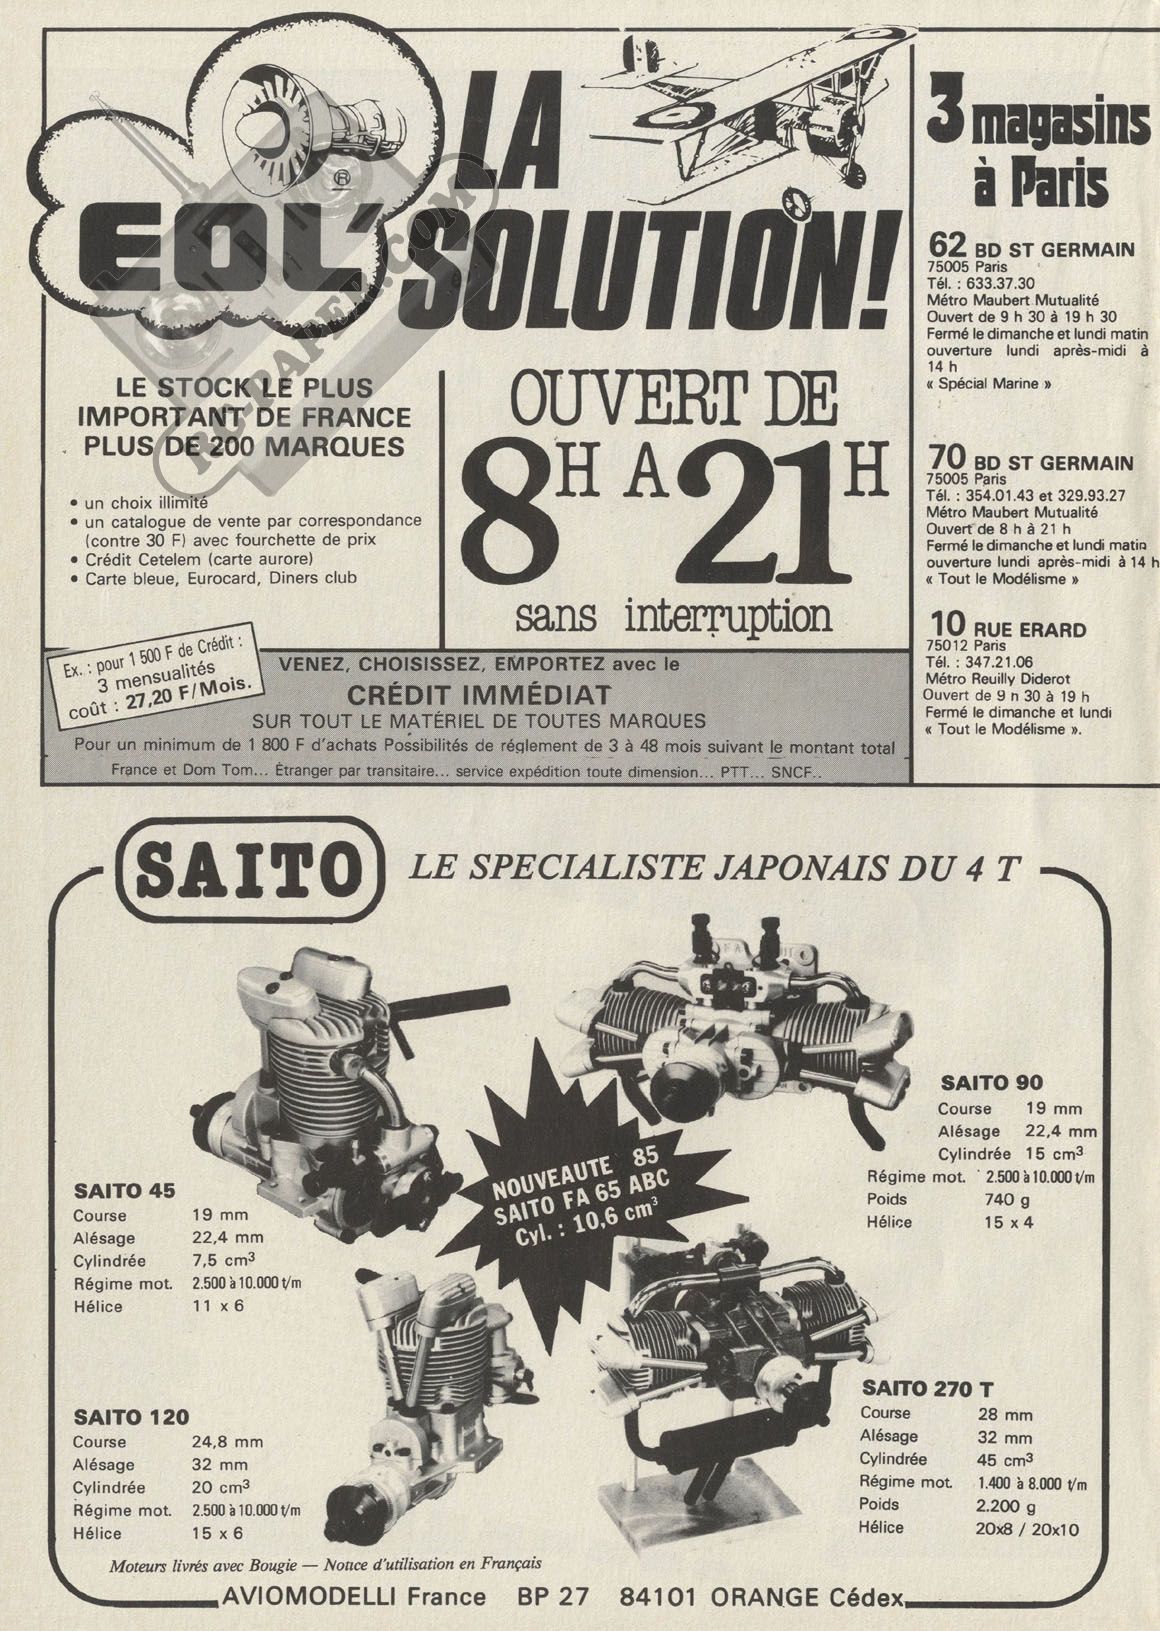 EOL'
®
LA
SOLUTION!
RC-PAPER.COM
LE STOCK LE PLUS
IMPORTANT DE FRANCE
PLUS DE 200 MARQUES
• un choix illimité
• un catalogue de vente par correspondance
(contre 30 F) avec fourchette de prix
• Crédit Cetelem (carte aurore)
• Carte bleue, Eurocard, Diners club
OUVERT DE
8H A 21H
sans interruption
Ex. : pour 1 500 F de Crédit :
3 mensualités
coût : 27,20 F/Mois.
VENEZ, CHOISISSEZ, EMPORTEZ avec le
CRÉDIT IMMÉDIAT
SUR TOUT LE MATÉRIEL DE TOUTES MARQUES
Pour un minimum de 1 800 F d'achats Possibilités de réglement de 3 à 48 mois suivant le montant total
France et Dom Tom... Étranger par transitaire... service expédition toute dimension... PTT... SNCF..
3 magasins
à Paris
62 BD ST GERMAIN
75005 Paris
Tél. : 633.37.30
Métro Maubert Mutualité
Ouvert de 9 h 30 à 19 h 30
Fermé le dimanche et lundi matin
ouverture lundi après-midi à
14 h
« Spécial Marine »
70 BD ST GERMAIN
75005 Paris
Tél. : 354.01.43 et 329.93.27
Métro Maubert Mutualité
Ouvert de 8 h à 21 h
Fermé le dimanche et lundi matin
ouverture lundi après-midi à 14 h
« Tout le Modélisme »
10 RUE ERARD
75012 Paris
Tél. : 347.21.06
Métro Reuilly Diderot
Ouvert de 9 h 30 à 19 h
Fermé le dimanche et lundi
« Tout le Modélisme ».
SAITO
LE SPECIALISTE JAPONAIS DU 4 T
SAITO 45
Course 19 mm
Alésage 22,4 mm
Cylindrée 7,5 cm³
Régime mot. 2.500 à 10.000 t/m
Hélice 11 x 6
NOUVEAUTE 85
SAITO FA 65 ABC
Cyl. : 10,6 cm³
SAITO 90
Course 19 mm
Alésage 22,4 mm
Cylindrée 15 cm³
Régime mot. 2.500 à 10.000 t/m
Poids 740 g
Hélice 15 x 4
SAITO 120
Course 24,8 mm
Alésage 32 mm
Cylindrée 20 cm³
Régime mot. 2.500 à 10.000 t/m
Hélice 15 x 6
SAITO 270 T
Course 28 mm
Alésage 32 mm
Cylindrée 45 cm³
Régime mot. 1.400 à 8.000 t/m
Poids 2.200 g
Hélice 20x8 / 20x10
Moteurs livrés avec Bougie — Notice d'utilisation en Français
AVIOMODELLI France BP 27 84101 ORANGE Cédex